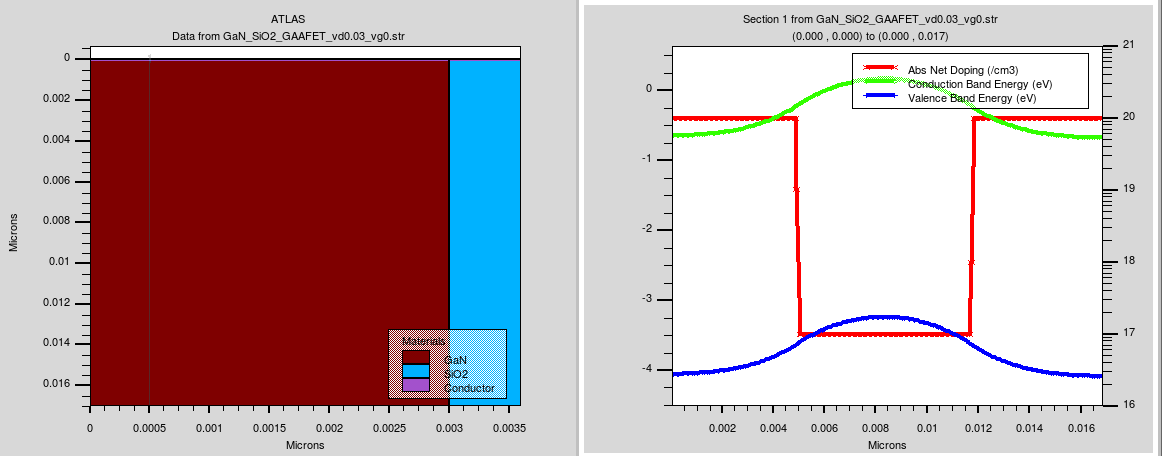 ATLAS
Data from GaN_SiO2_GAAFET_vd0.03_vg0.str
0
0.002
0.004
0.006
0.008
0.01
0.012
0.014
0.016
Microns
Materials
GaN
SiO2
Conductor
0
0.0005
0.001
0.0015
0.002
0.0025
0.003
0.0035
Microns
Section 1 from GaN_SiO2_GAAFET_vd0.03_vg0.str
(0.000 , 0.000) to (0.000 , 0.017)
Abs Net Doping (/cm3)
Conduction Band Energy (eV)
Valence Band Energy (eV)
0
-1
-2
-3
-4
21
20
19
18
17
16
0.002
0.004
0.006
0.008
0.01
0.012
0.014
0.016
Microns